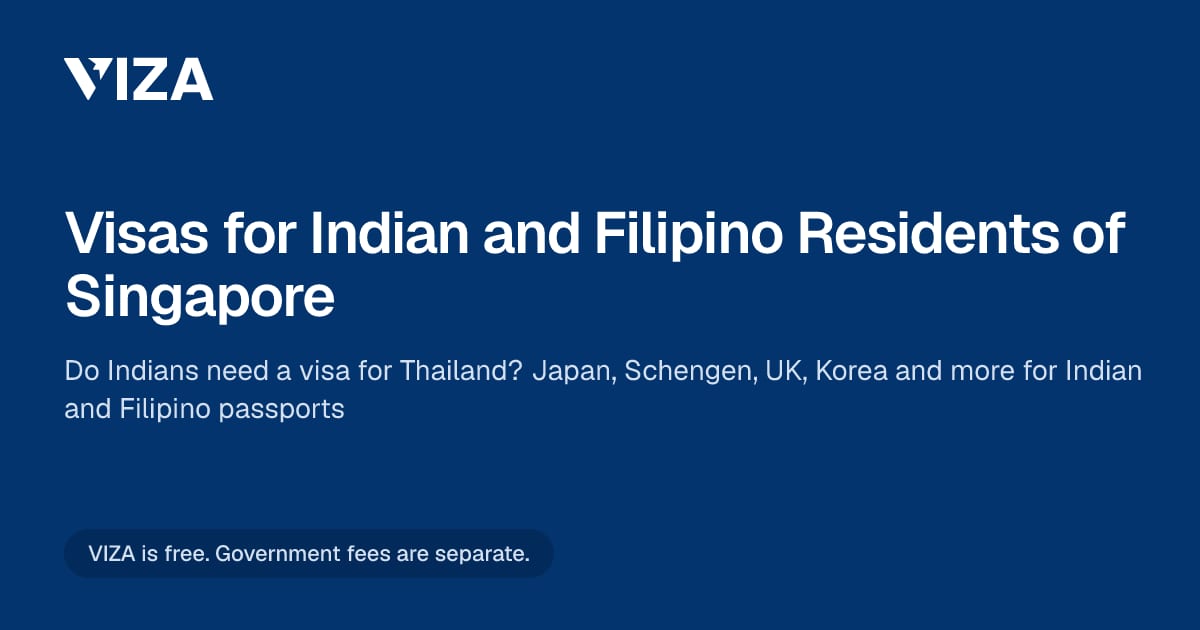 VIZA
Visas for Indian and Filipino Residents of
Singapore
Do Indians need a visa for Thailand? Japan, Schengen, UK, Korea and more for Indian
and Filipino passports
VIZA is free. Government fees are separate.